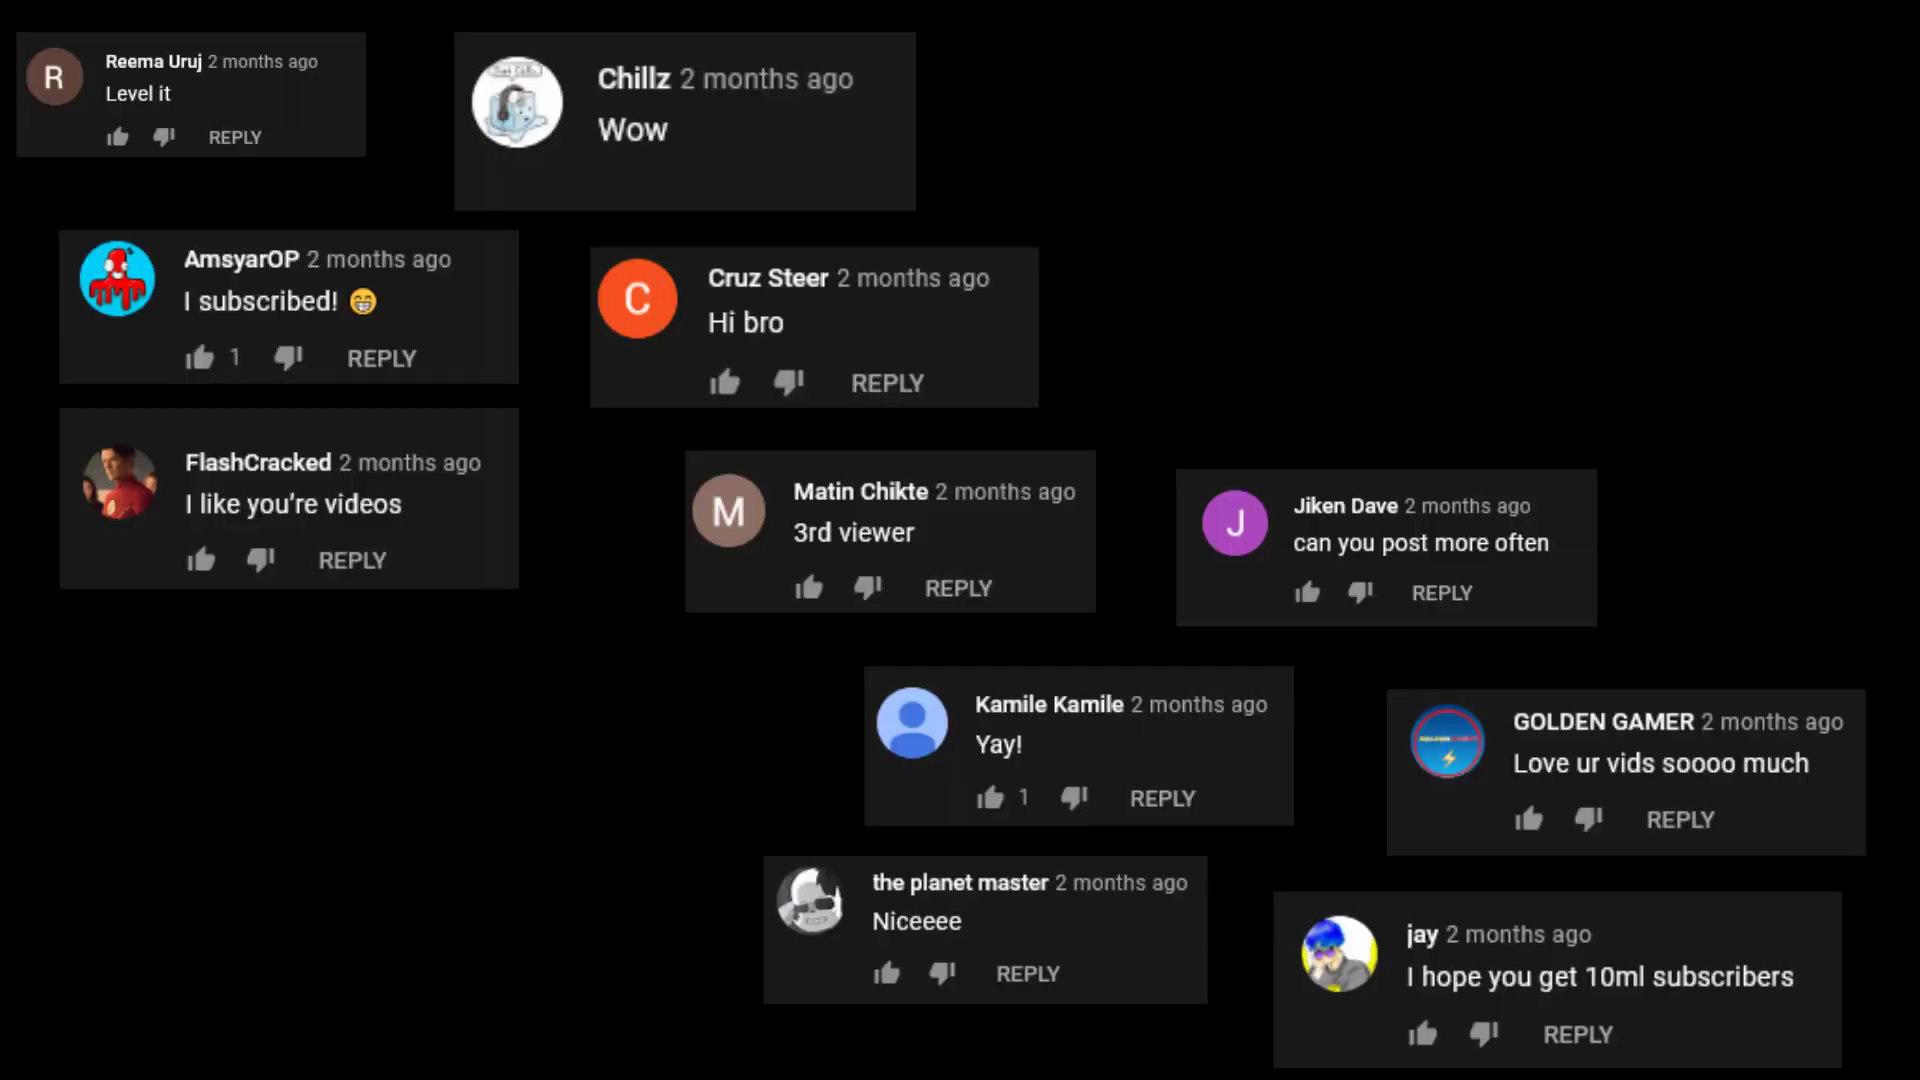 R
Reema Uruj 2 months ago
Level it
REPLY
Chillz 2 months ago
Wow
AmsyarOP 2 months ago
I subscribed! 😁
1 REPLY
C
Cruz Steer 2 months ago
Hi bro
REPLY
FlashCracked 2 months ago
I like you're videos
REPLY
M
Matin Chikte 2 months ago
3rd viewer
REPLY
J
Jiken Dave 2 months ago
can you post more often
REPLY
Kamile Kamile 2 months ago
Yay!
1 REPLY
GOLDEN GAMER 2 months ago
Love ur vids soooo much
REPLY
the planet master 2 months ago
Niceeee
REPLY
jay 2 months ago
I hope you get 10ml subscribers
REPLY